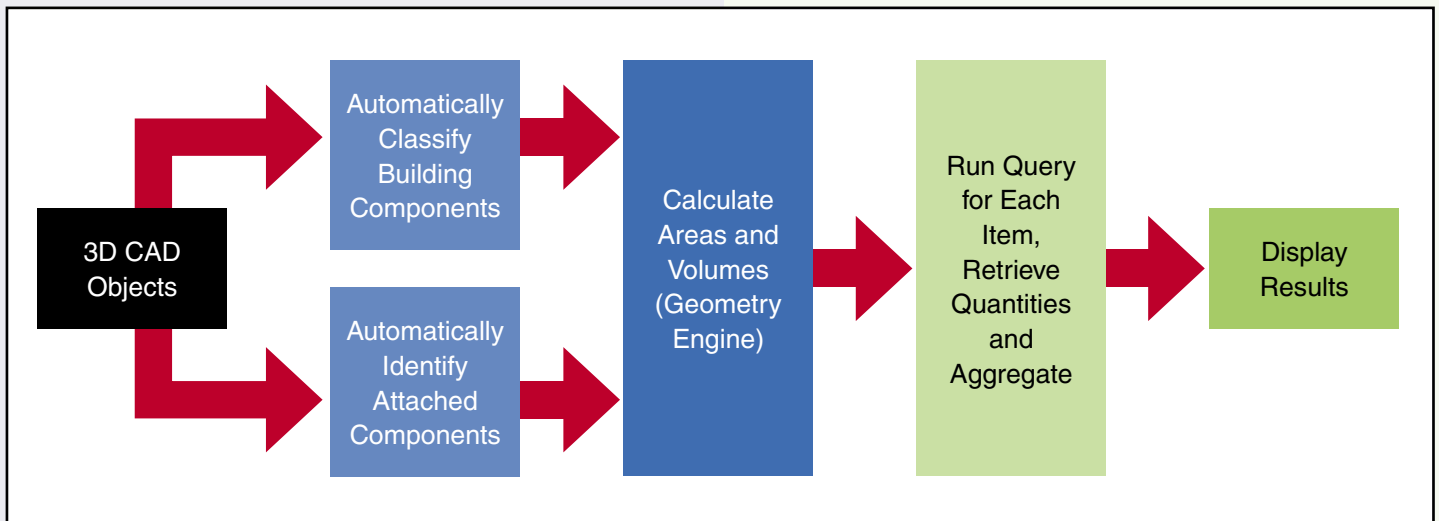 3D CAD
Objects
Automatically
Classify
Building
Components
Automatically
Identify
Attached
Components
Calculate
Areas and
Volumes
(Geometry
Engine)
Run Query
for Each
Item,
Retrieve
Quantities
and
Aggregate
Display
Results